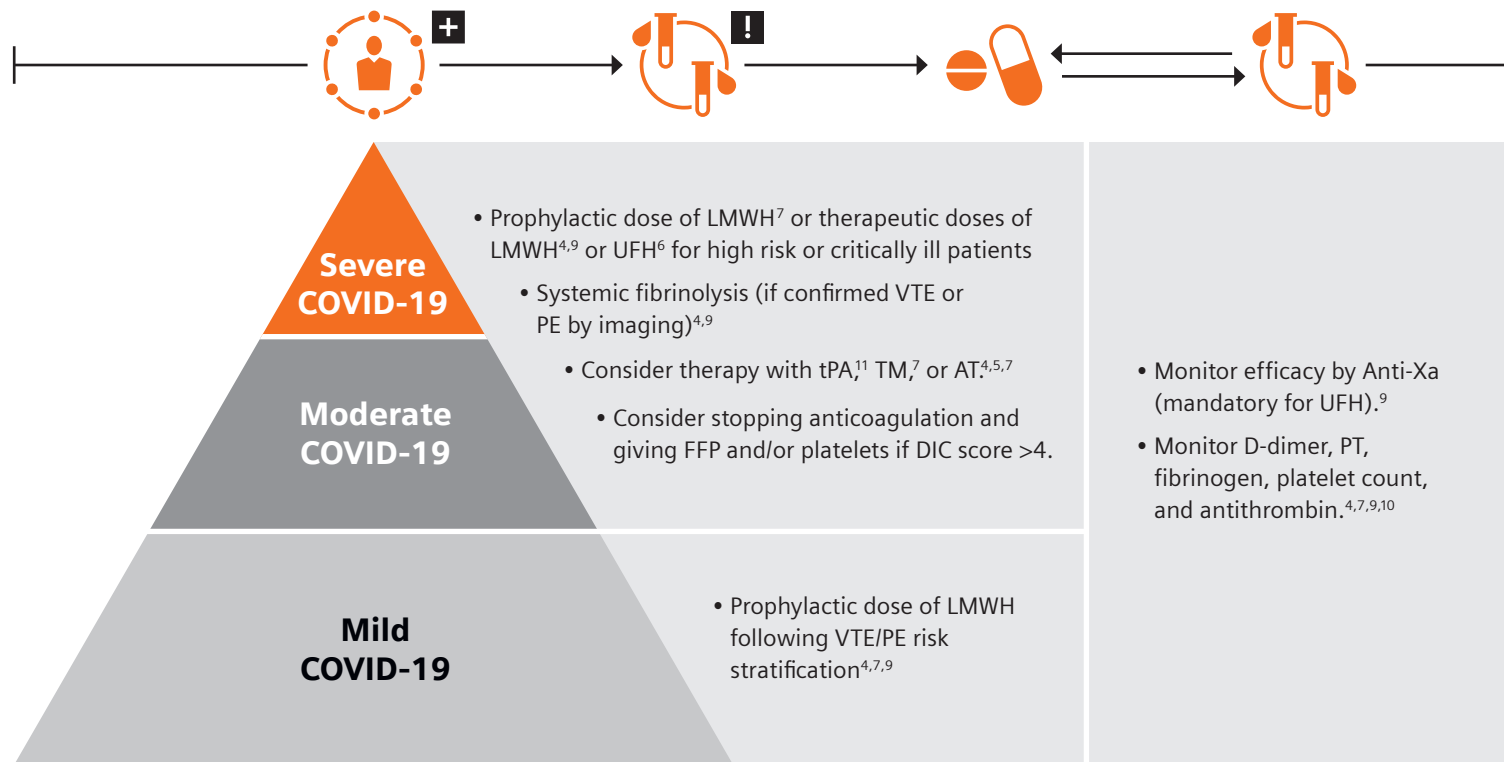 +
!
Severe
COVID-19
• Prophylactic dose of LMWH⁷ or therapeutic doses of
LMWH⁴,⁹ or UFH⁶ for high risk or critically ill patients
• Systemic fibrinolysis (if confirmed VTE or
PE by imaging)⁴,⁹
• Consider therapy with tPA,¹¹ TM,⁷ or AT.⁴,⁵,⁷
• Consider stopping anticoagulation and
giving FFP and/or platelets if DIC score >4.
Moderate
COVID-19
Mild
COVID-19
• Prophylactic dose of LMWH
following VTE/PE risk
stratification⁴,⁷,⁹
• Monitor efficacy by Anti-Xa
(mandatory for UFH).⁹
• Monitor D-dimer, PT,
fibrinogen, platelet count,
and antithrombin.⁴,⁷,⁹,¹⁰